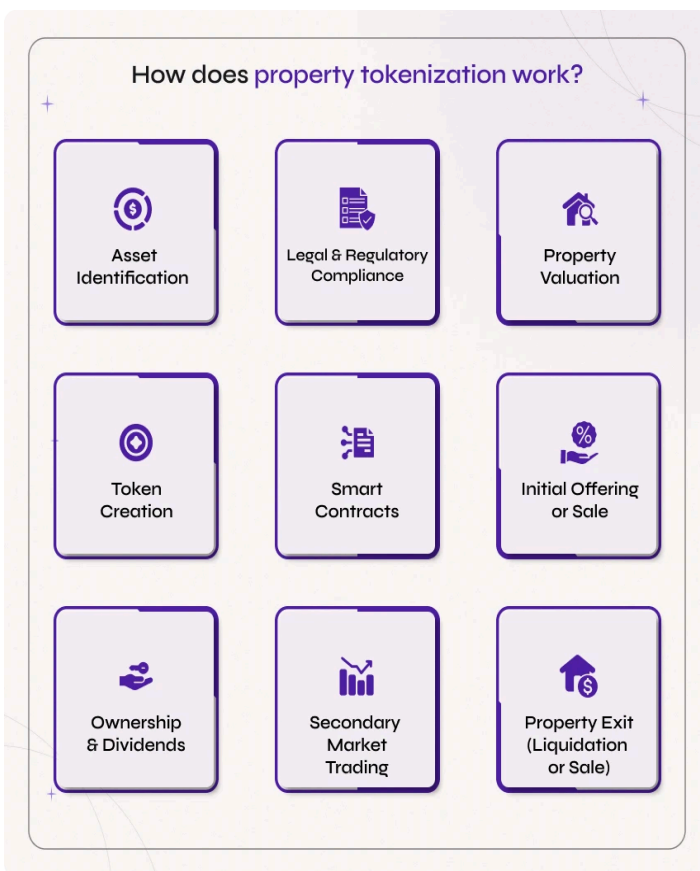 How does property tokenization work?
Asset
Identification
Legal & Regulatory
Compliance
Property
Valuation
Token
Creation
Smart
Contracts
Initial Offering
or Sale
Ownership
& Dividends
Secondary
Market
Trading
Property Exit
(Liquidation
or Sale)